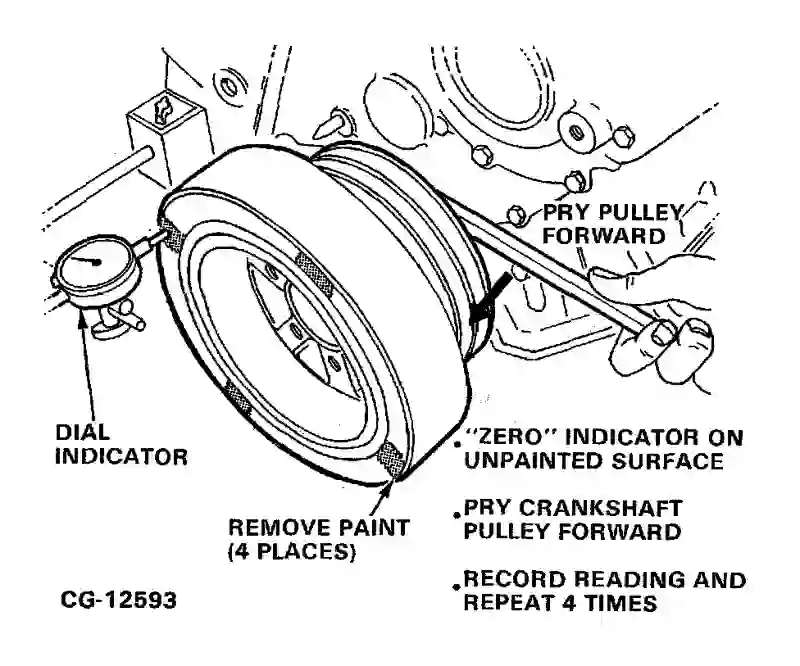 PRY PULLEY
FORWARD
DIAL
INDICATOR
REMOVE PAINT
(4 PLACES)
CG-12593
."ZERO" INDICATOR ON
UNPAINTED SURFACE
.PRY CRANKSHAFT
PULLEY FORWARD
.RECORD READING AND
REPEAT 4 TIMES